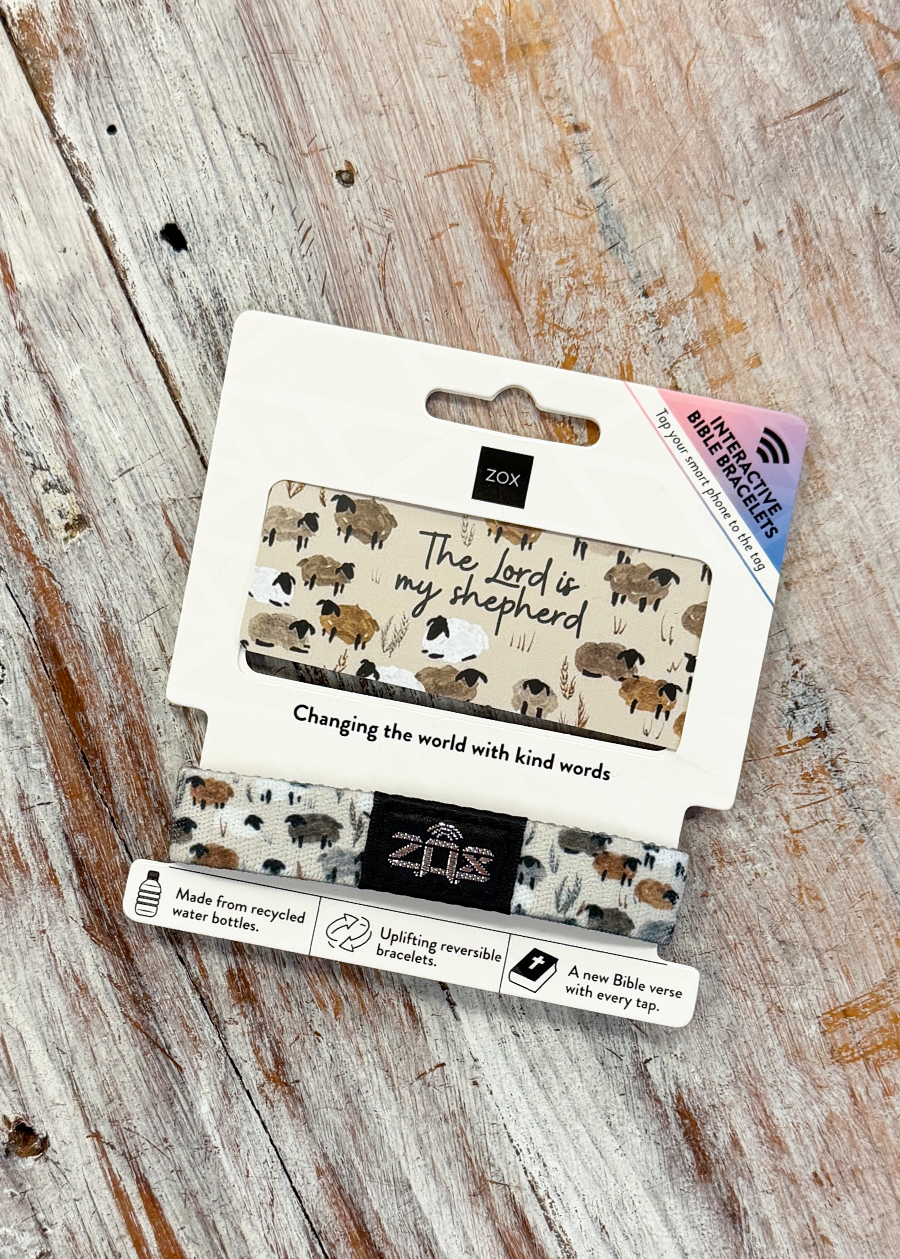 INTERACTIVE
BIBLE BRACELETS
Tap your smart phone to the tag
ZOX
The Lord is
my shepherd
Changing the world with kind words
ZOX
Made from recycled
water bottles.
Uplifting reversible
bracelets.
A new Bible verse
with every tap.